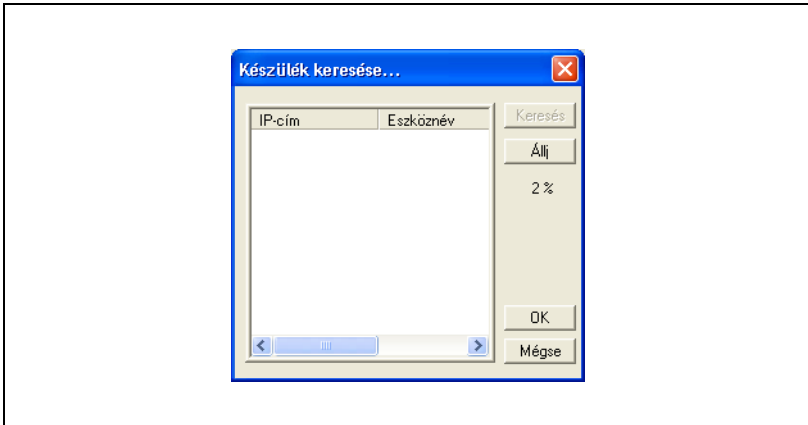 Készülék keresése...
IP-cím Eszköznév
Keresés
Állj
2 %
OK
Mégse